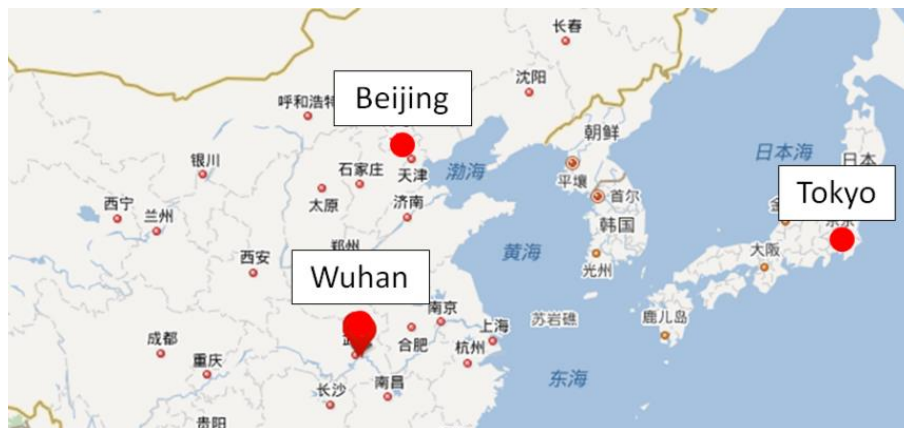 长春
沈阳
呼和浩特
Beijing
朝鲜
日本海
日本
银川
石家庄
天津
渤海
平壤
首尔
Tokyo
西宁
兰州
太原
济南
韩国
大阪
西安
郑州
黄海
光州
Wuhan
南京
上海
苏岩礁
鹿儿岛
成都
重庆
合肥
杭州
东海
长沙
南昌
贵阳